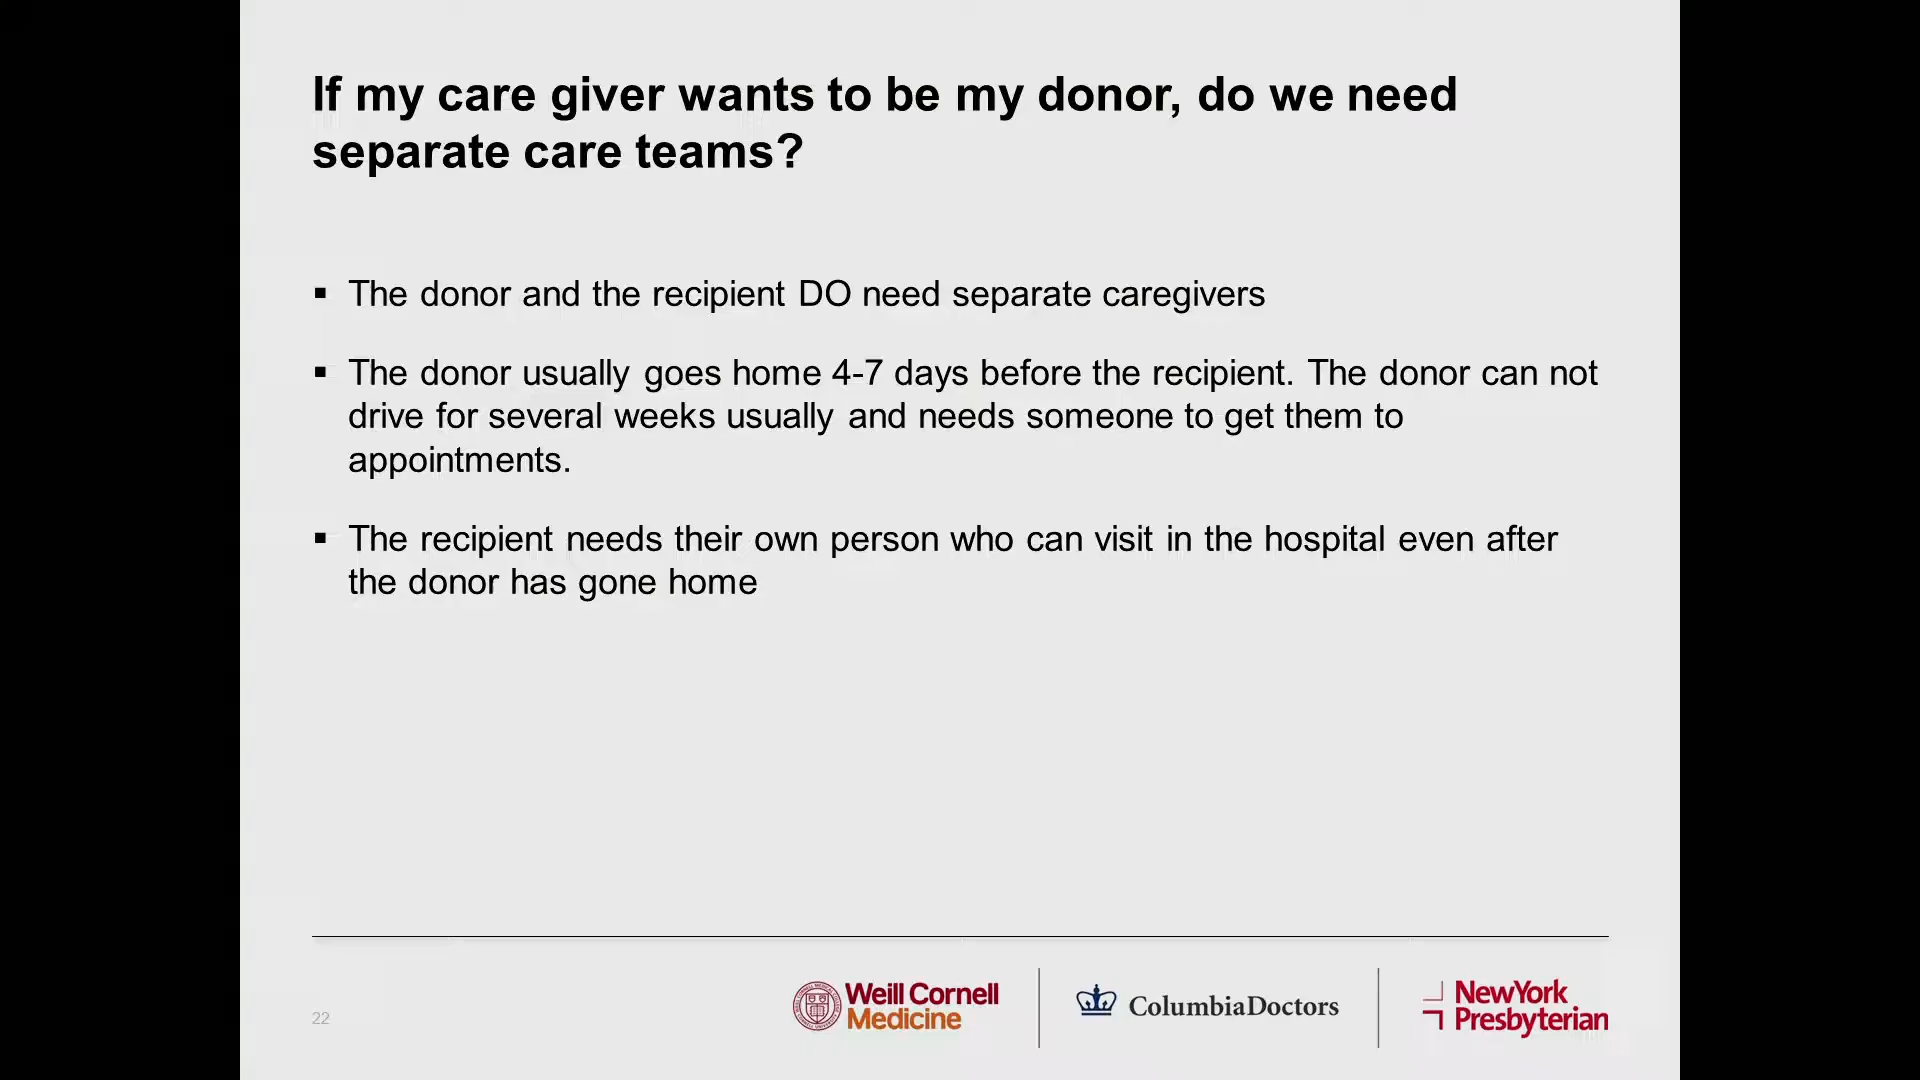 If my care giver wants to be my donor, do we need
separate care teams?
▪ The donor and the recipient DO need separate caregivers
▪ The donor usually goes home 4-7 days before the recipient. The donor can not
drive for several weeks usually and needs someone to get them to
appointments.
▪ The recipient needs their own person who can visit in the hospital even after
the donor has gone home
22
Weill Cornell
Medicine
ColumbiaDoctors
NewYork
Presbyterian